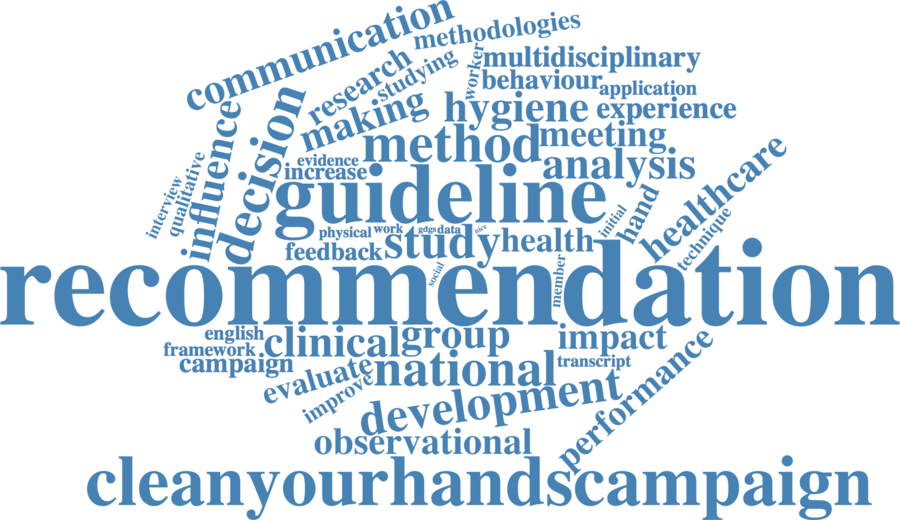 communication
methodologies
worker
multidisciplinary
research
studying
behaviour
application
making
hygiene
experience
influence
decision
method
meeting
evidence
increase
analysis
interview
qualitative
guideline
hand
initial
healthcare
technique
physical
work
gdgs
data
nice
feedback
study
health
social
member
recommendation
english
framework
campaign
clinical
group
impact
transcript
evaluate
national
improve
development
performance
observational
cleanyourhandscampaign